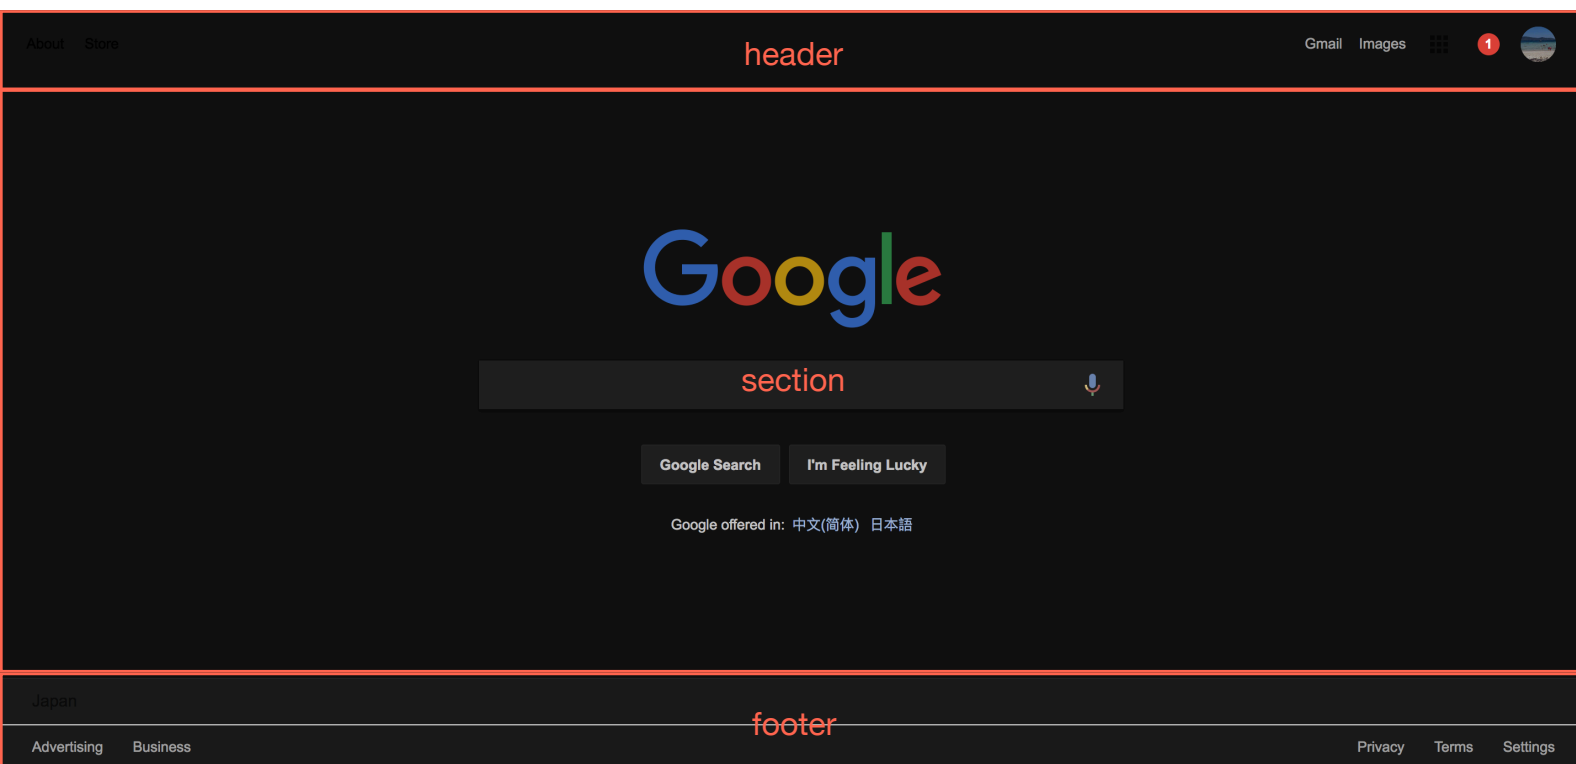 About Store
header
Gmail Images
1
Google
section
Google Search I'm Feeling Lucky
Google offered in: 中文(简体) 日本語
Japan
footer
Advertising Business
Privacy Terms Settings